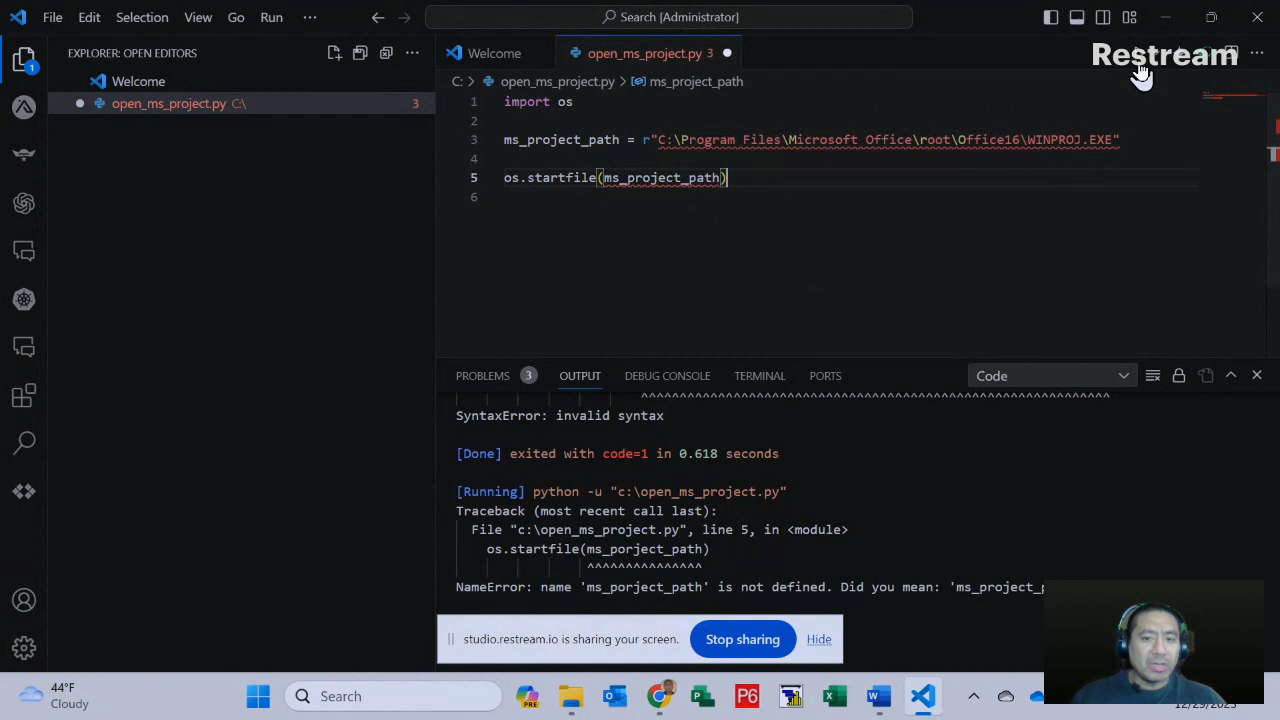 File Edit Selection View Go Run ··· Search [Administrator]
EXPLORER: OPEN EDITORS
Welcome
open_ms_project.py C:\ 3
1
Welcome open_ms_project.py 3
Restream
C: > open_ms_project.py > ms_project_path
1 import os
2
3 ms_project_path = r"C:\Program Files\Microsoft Office\root\Office16\WINPROJ.EXE"
4
5 os.startfile(ms_project_path)
6
PROBLEMS 3 OUTPUT DEBUG CONSOLE TERMINAL PORTS Code
^^^^^^^^^^^^^^^^^^^^^^^^^^^^^^^^^^^^^^^^^^^^^^^^^^^^^^^^^^^^^
SyntaxError: invalid syntax
[Done] exited with code=1 in 0.618 seconds
[Running] python -u "c:\open_ms_project.py"
Traceback (most recent call last):
File "c:\open_ms_project.py", line 5, in <module>
os.startfile(ms_porject_path)
^^^^^^^^^^^^^^^
NameError: name 'ms_porject_path' is not defined. Did you mean: 'ms_project_p
studio.restream.io is sharing your screen. Stop sharing Hide
44°F
Cloudy
Search
PRE
P6